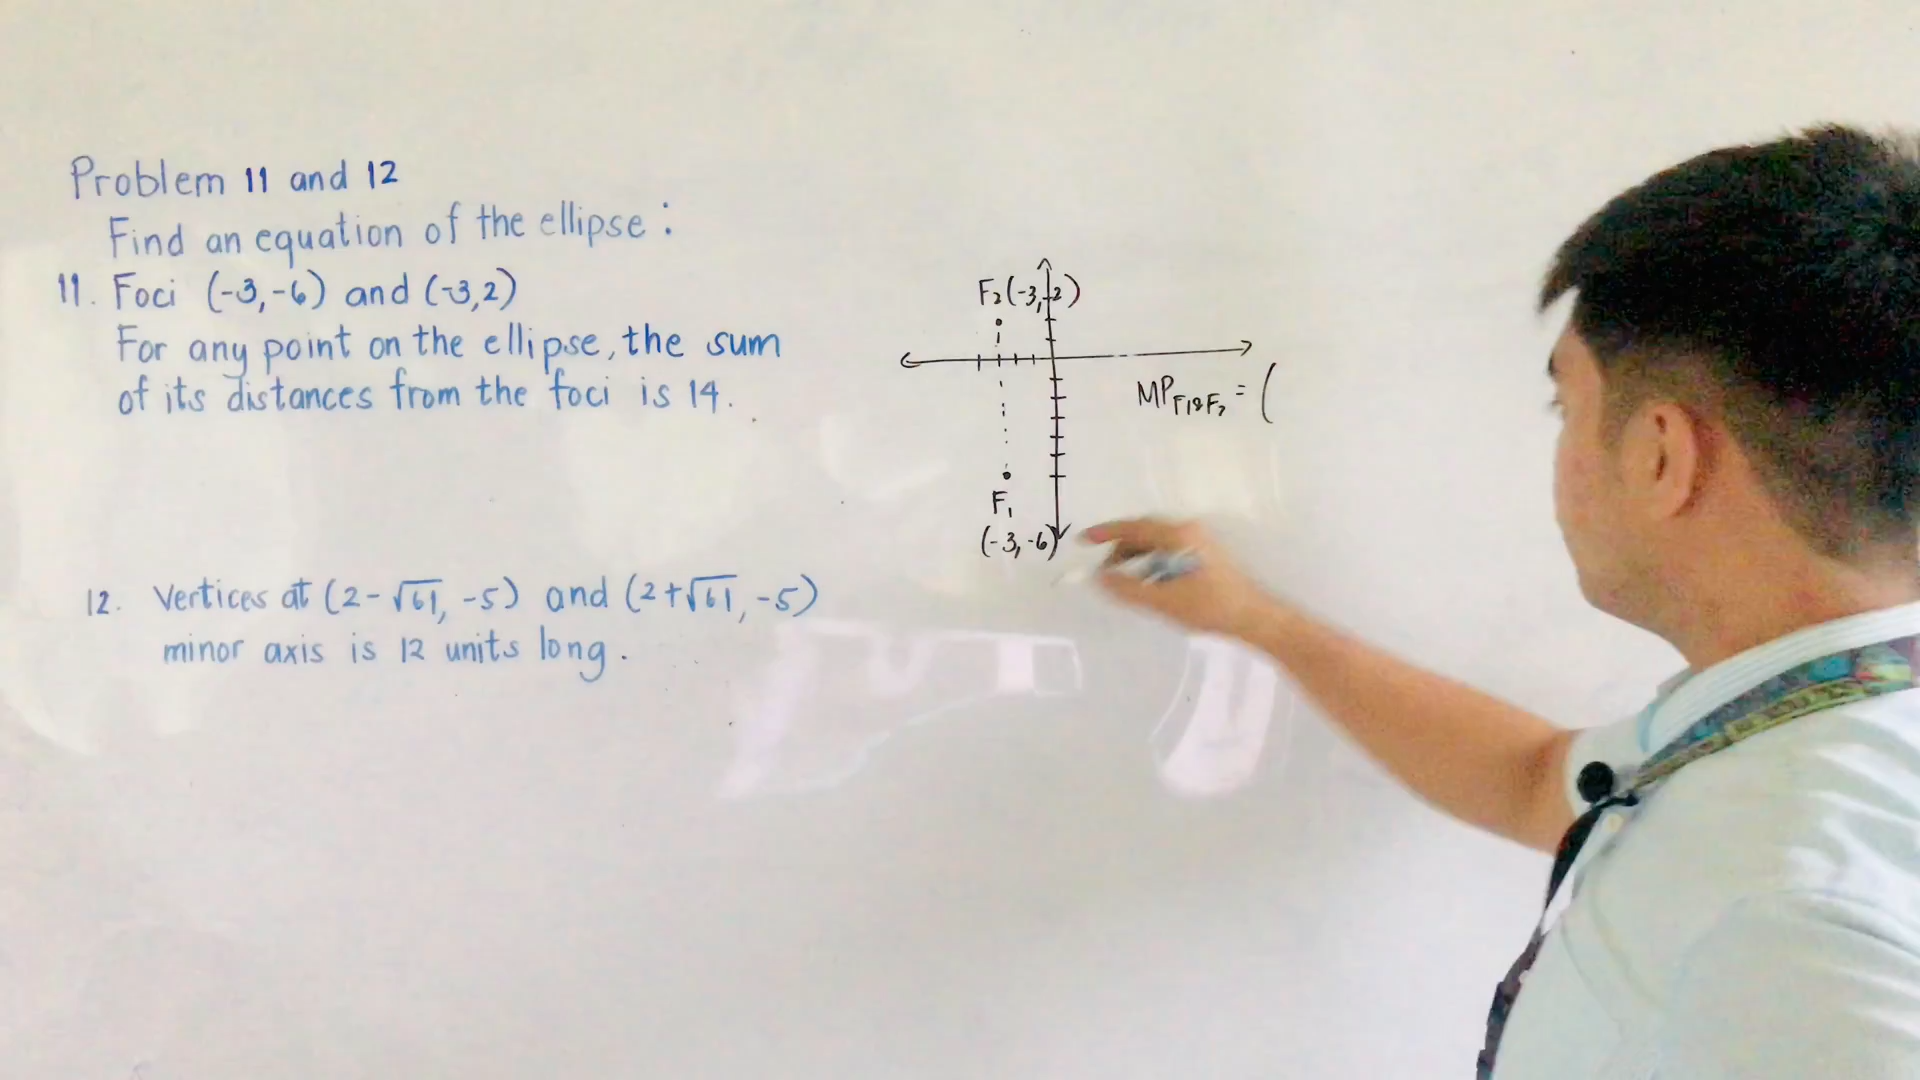 Problem 11 and 12
Find an equation of the ellipse:
11. Foci (-3,-6) and (-3,2)
For any point on the ellipse, the sum
of its distances from the foci is 14.
12. Vertices at (2-√61, -5) and (2+√61, -5)
minor axis is 12 units long.
F₂(-3, 2)
MP F₁&F₂ = (
F₁
(-3,-6)